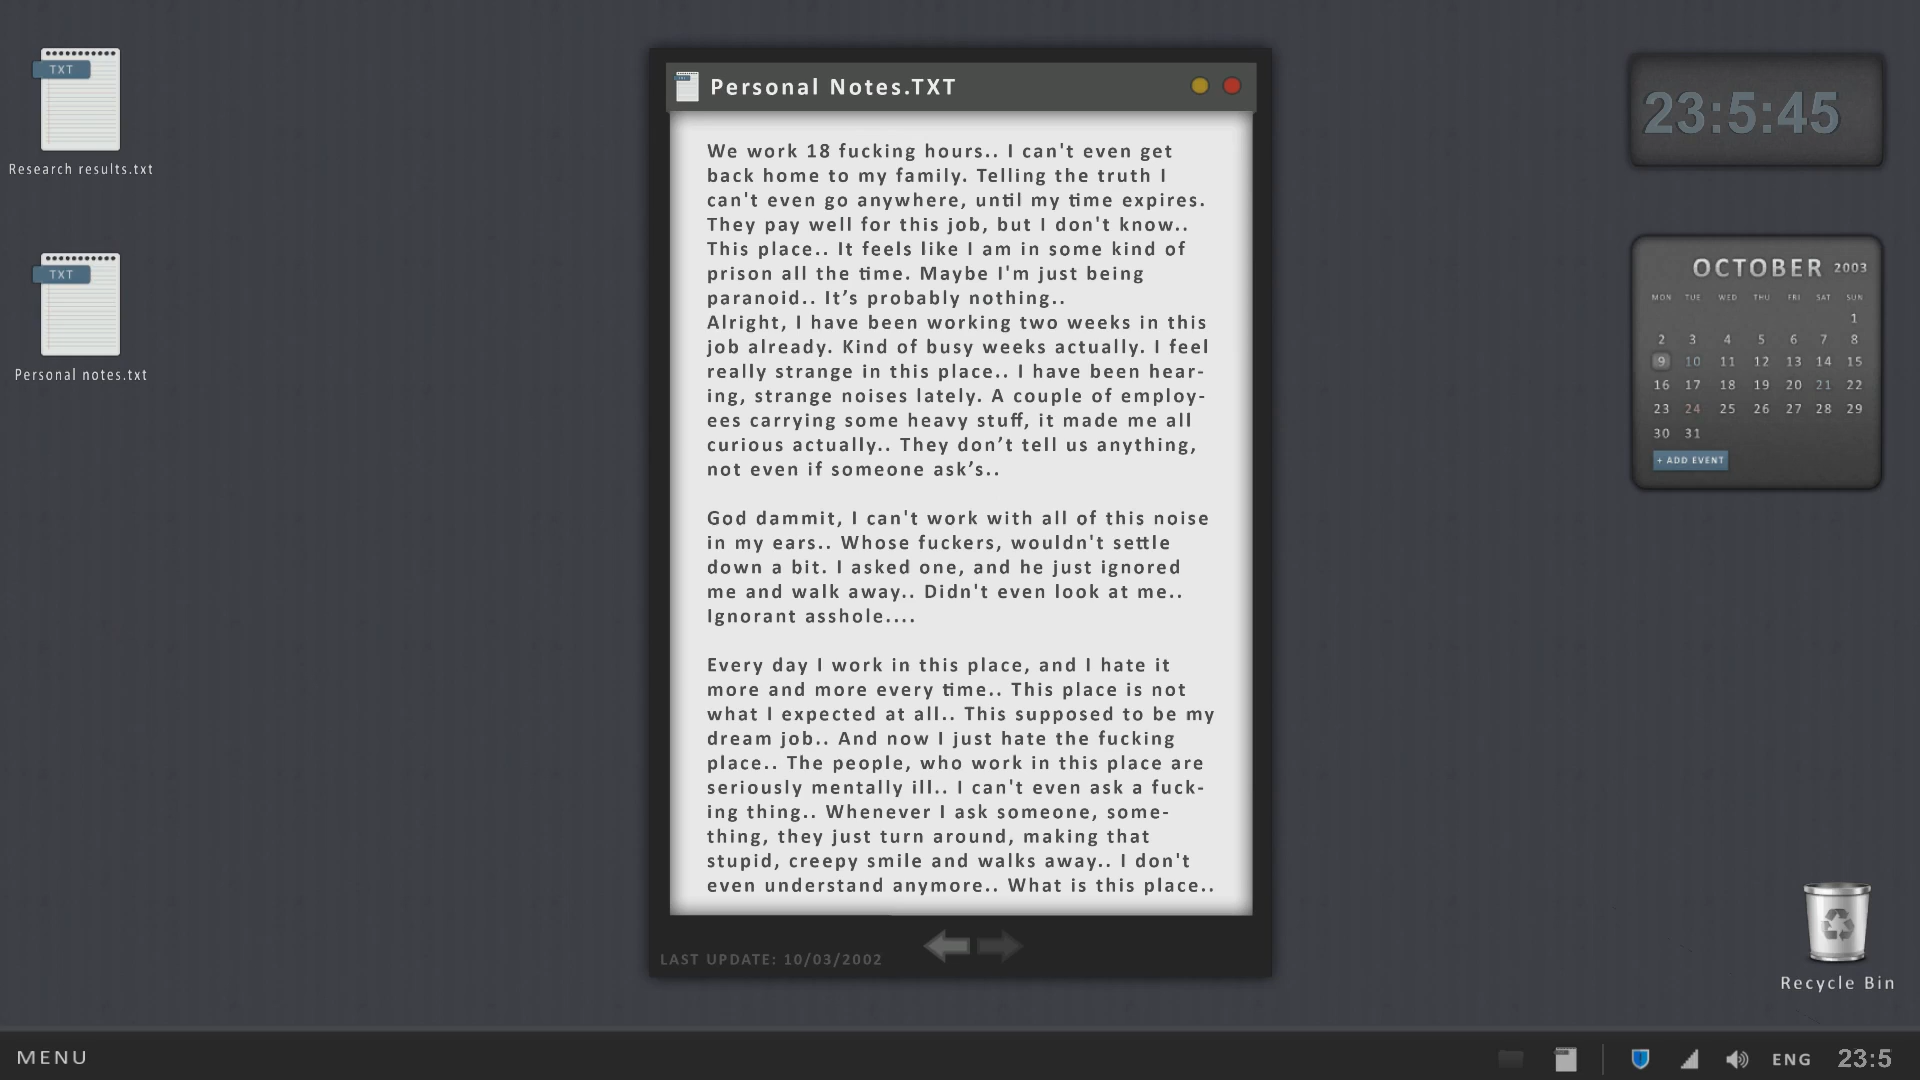 TXT
Research results.txt
TXT
Personal notes.txt
Personal Notes.TXT
We work 18 fucking hours.. I can't even get
back home to my family. Telling the truth I
can't even go anywhere, until my time expires.
They pay well for this job, but I don't know..
This place.. It feels like I am in some kind of
prison all the time. Maybe I'm just being
paranoid.. It’s probably nothing..
Alright, I have been working two weeks in this
job already. Kind of busy weeks actually. I feel
really strange in this place.. I have been hear-
ing, strange noises lately. A couple of employ-
ees carrying some heavy stuff, it made me all
curious actually.. They don’t tell us anything,
not even if someone ask’s..
God dammit, I can't work with all of this noise
in my ears.. Whose fuckers, wouldn't settle
down a bit. I asked one, and he just ignored
me and walk away.. Didn't even look at me..
Ignorant asshole....
Every day I work in this place, and I hate it
more and more every time.. This place is not
what I expected at all.. This supposed to be my
dream job.. And now I just hate the fucking
place.. The people, who work in this place are
seriously mentally ill.. I can't even ask a fuck-
ing thing.. Whenever I ask someone, some-
thing, they just turn around, making that
stupid, creepy smile and walks away.. I don't
even understand anymore.. What is this place..
LAST UPDATE: 10/03/2002
23:5:45
OCTOBER 2003
MON TUE WED THU FRI SAT SUN
1
2 3 4 5 6 7 8
9 10 11 12 13 14 15
16 17 18 19 20 21 22
23 24 25 26 27 28 29
30 31
+ ADD EVENT
Recycle Bin
MENU
ENG 23:5